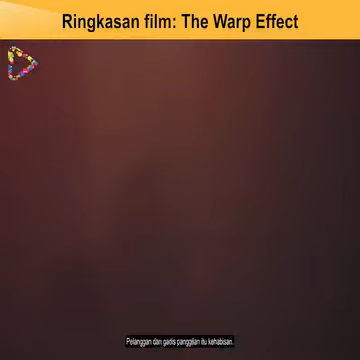 Ringkasan film: The Warp Effect
Pelanggan dan gadis panggilan itu kehabisan.